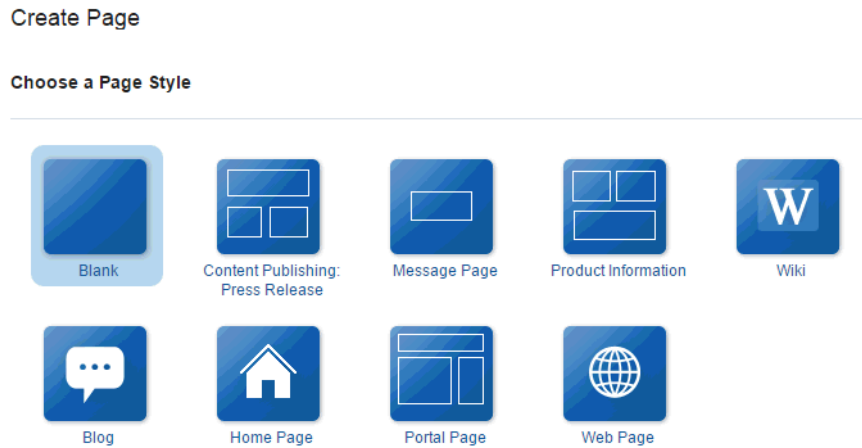 Create Page
Choose a Page Style
Blank
Content Publishing:
Press Release
Message Page
Product Information
W
Wiki
Blog
Home Page
Portal Page
Web Page